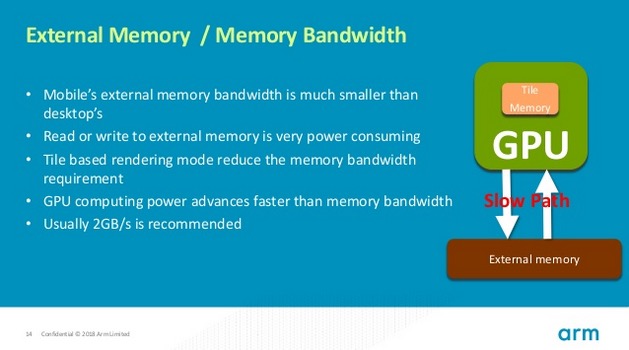 External Memory / Memory Bandwidth
• Mobile's external memory bandwidth is much smaller than
desktop's
• Read or write to external memory is very power consuming
• Tile based rendering mode reduce the memory bandwidth
requirement
• GPU computing power advances faster than memory bandwidth
• Usually 2GB/s is recommended
Tile
Memory
GPU
Slow Path
External memory
14 Confidential © 2018 Arm Limited
arm